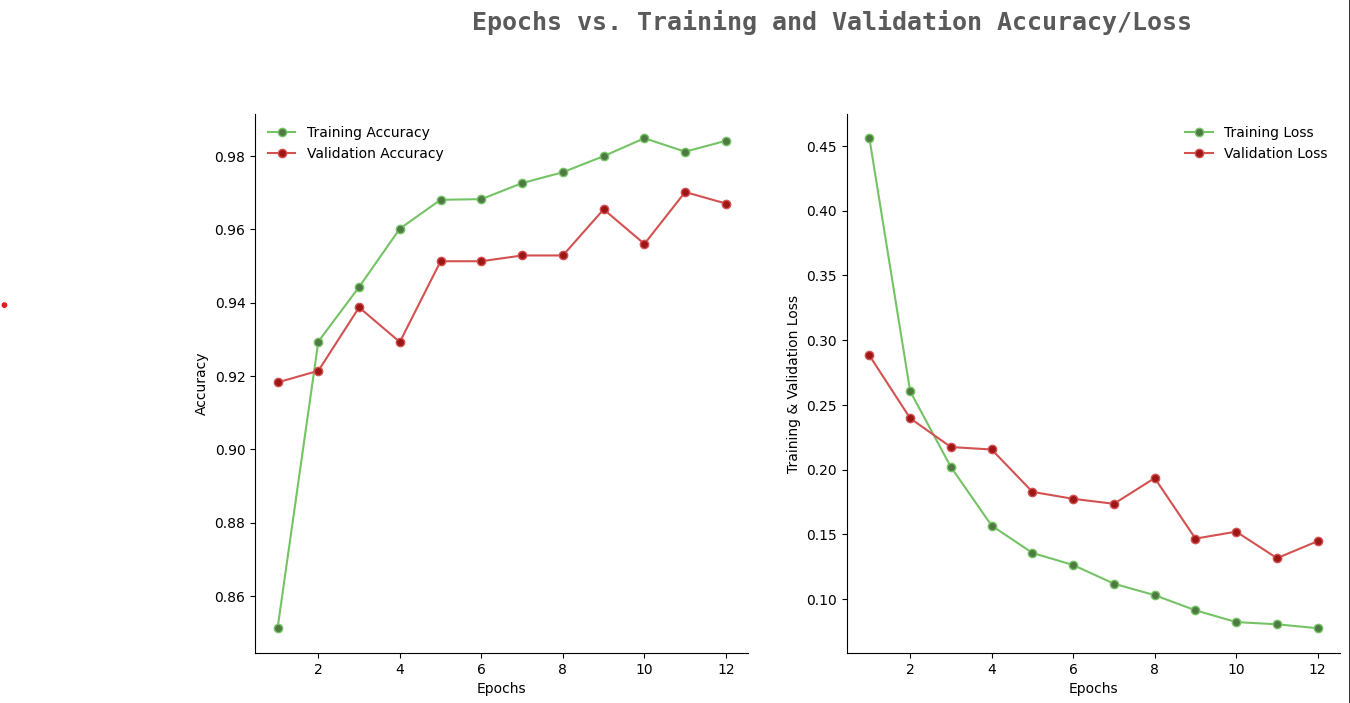 Epochs vs. Training and Validation Accuracy/Loss
Training Accuracy
Validation Accuracy
0.98
0.96
0.94
0.92
0.90
0.88
0.86
Accuracy
2 4 6 8 10 12
Epochs
Training Loss
Validation Loss
0.45
0.40
0.35
0.30
0.25
0.20
0.15
0.10
Training & Validation Loss
2 4 6 8 10 12
Epochs